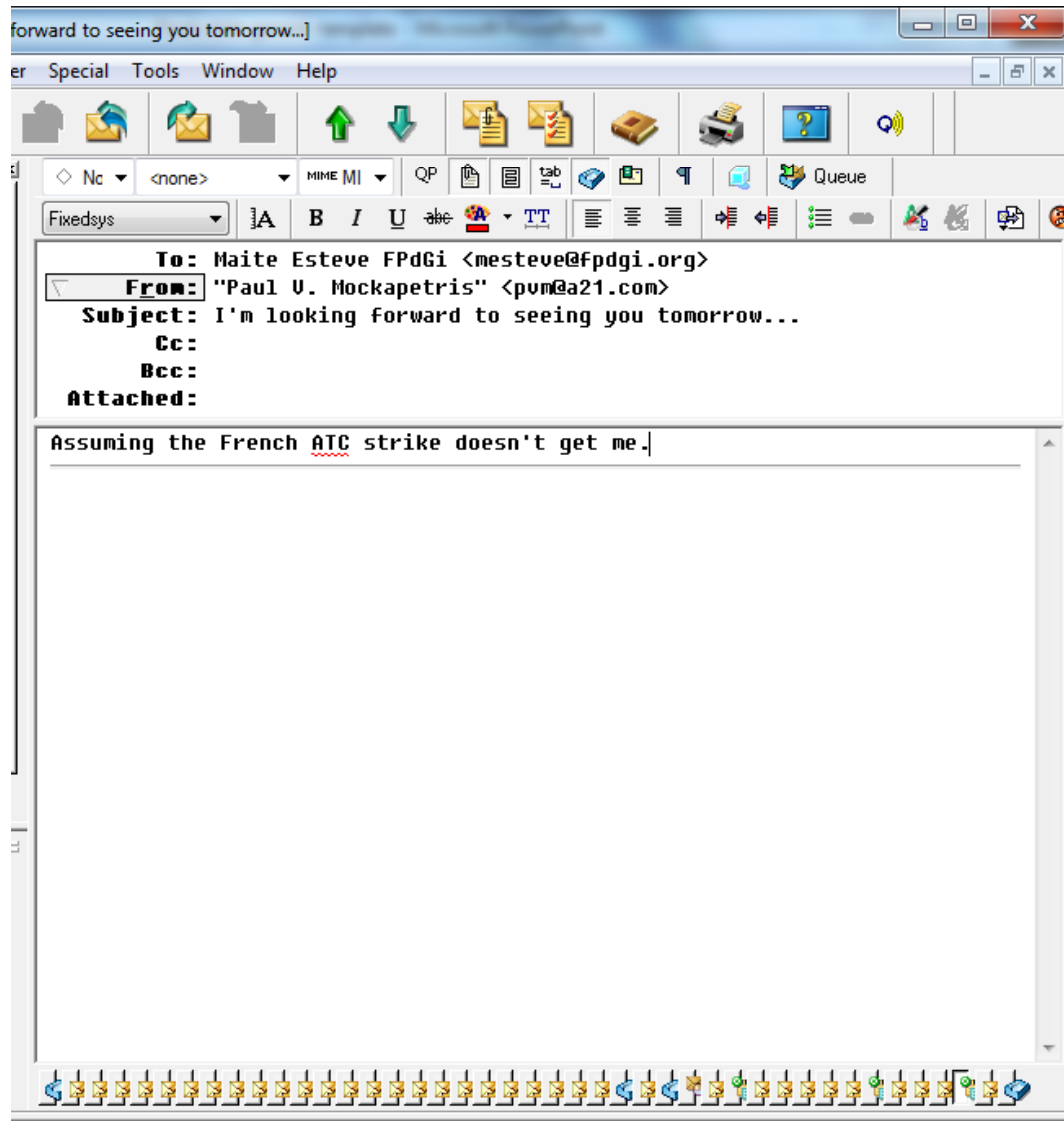 forward to seeing you tomorrow...]
er Special Tools Window Help
Nc <none> MIME MI QP tab Queue
Fixedsys A B I U abc A TT
To: Maite Esteve FPdGi <mesteve@fpdgi.org>
From: "Paul V. Mockapetris" <pvm@a21.com>
Subject: I'm looking forward to seeing you tomorrow...
Cc:
Bcc:
Attached:
Assuming the French ATC strike doesn't get me.